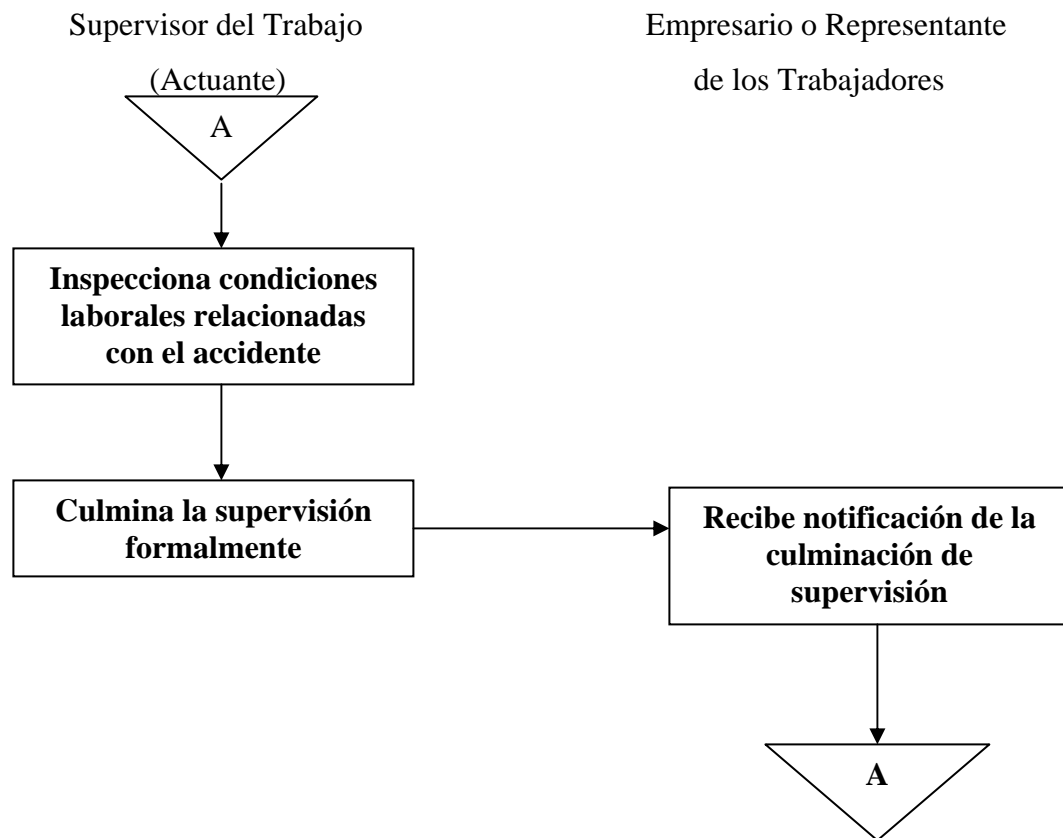 Supervisor del Trabajo
(Actuante)
Empresario o Representante
de los Trabajadores
A
Inspecciona condiciones
laborales relacionadas
con el accidente
Culmina la supervisión
formalmente
Recibe notificación de la
culminación de
supervisión
A